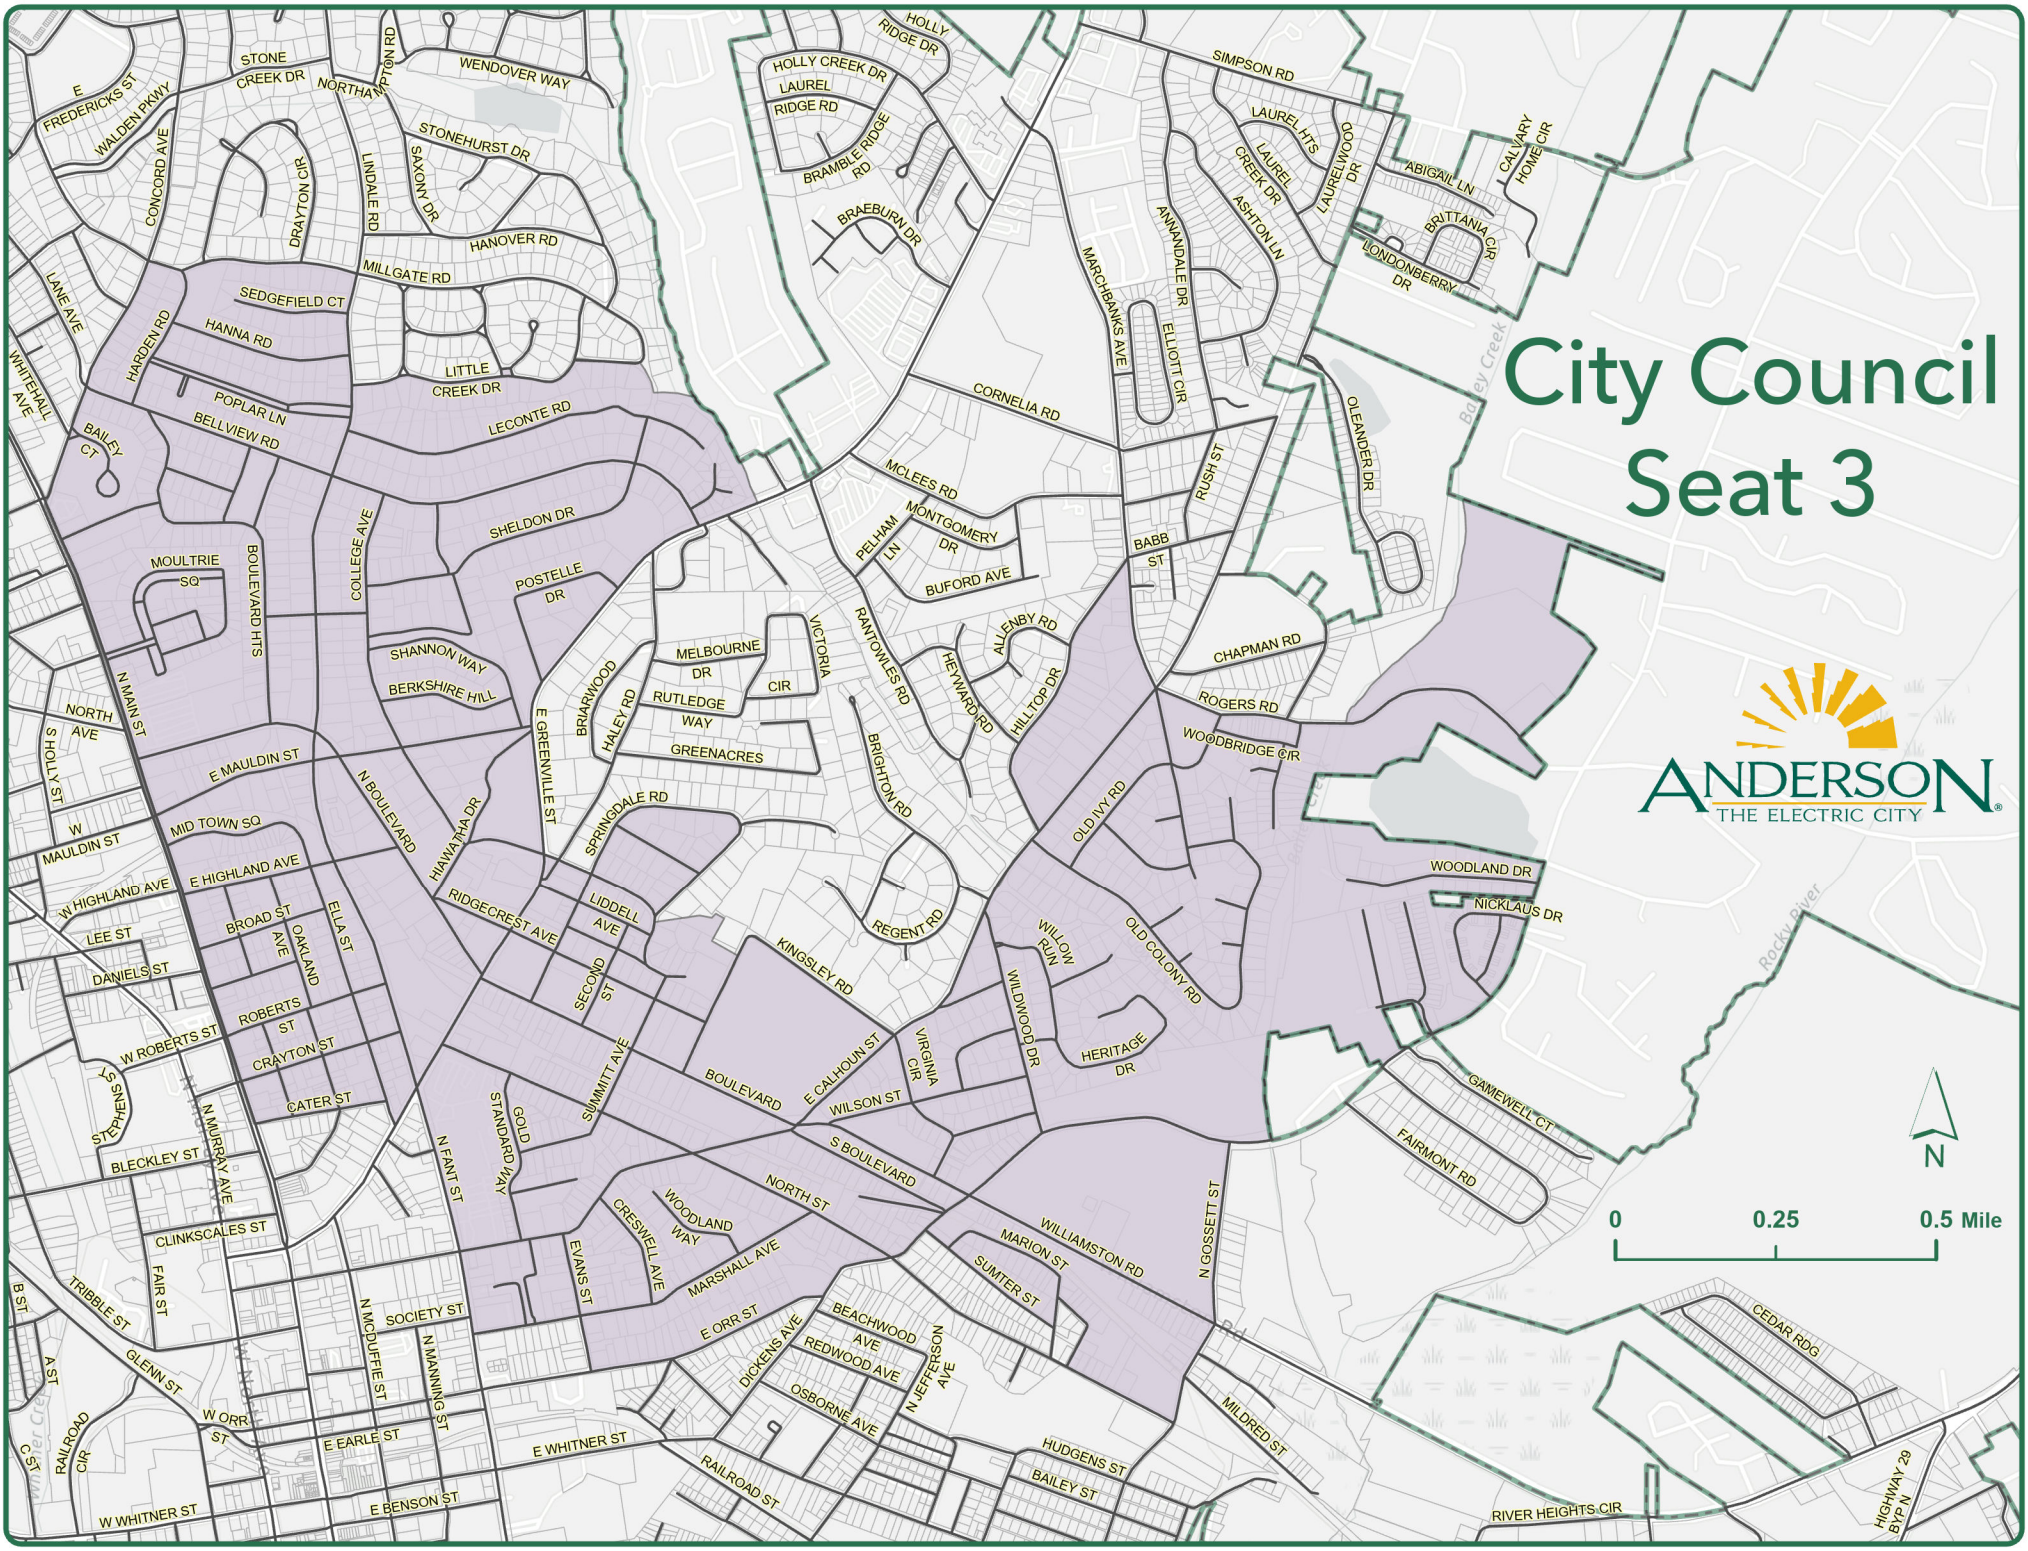 City Council
Seat 3
ANDERSON®
THE ELECTRIC CITY
N
0
0.25
0.5 Mile
HOLLY
RIDGE DR
STONE
CREEK DR
NORTHAMPTON RD
WENDOVER WAY
HOLLY CREEK DR
LAUREL
RIDGE RD
SIMPSON RD
E
FREDERICKS ST
WALDEN PKWY
STONEHURST DR
BRAMBLE RIDGE
RD
LAUREL HTS
LAURELWOOD
DR
CALVARY
HOME CIR
CONCORD AVE
DRAYTON CIR
LINDALE RD
SAXONY DR
LAUREL
CREEK DR
ABIGAIL LN
BRAEBURN DR
ASHTON LN
ANNANDALE DR
BRITTANIA CIR
HANOVER RD
LONDONBERRY
DR
MILLGATE RD
LANE AVE
SEDGEFIELD CT
MARCHBANKS AVE
Bailey Creek
HARDEN RD
HANNA RD
ELLIOTT CIR
WHITEHALL
AVE
LITTLE
CREEK DR
CORNELIA RD
OLEANDER DR
POPLAR LN
LECONTE RD
BELLVIEW RD
BAILEY
CT
MCLEES RD
RUSH ST
SHELDON DR
MONTGOMERY
DR
PELHAM
LN
BABB
ST
COLLEGE AVE
MOULTRIE
SQ
POSTELLE
DR
BUFORD AVE
BOULEVARD HTS
ALLENBY RD
VICTORIA
RANTOWLES RD
SHANNON WAY
MELBOURNE
DR
CHAPMAN RD
BERKSHIRE HILL
CIR
HEYWARD RD
HILLTOP DR
N MAIN ST
BRIARWOOD
HALEY RD
RUTLEDGE
WAY
ROGERS RD
NORTH
AVE
E GREENVILLE ST
GREENACRES
BRIGHTON RD
WOODBRIDGE CIR
S HOLLY ST
E MAULDIN ST
N BOULEVARD
OLD IVY RD
Creek
SPRINGDALE RD
HIAWATHA DR
MID TOWN SQ
W
MAULDIN ST
E HIGHLAND AVE
WOODLAND DR
W HIGHLAND AVE
RIDGECREST AVE
LIDDELL
AVE
NICKLAUS DR
BROAD ST
ELLA ST
OAKLAND
AVE
REGENT RD
WILLOW
RUN
OLD COLONY RD
Rocky River
LEE ST
DANIELS ST
KINGSLEY RD
SECOND
ST
WILDWOOD DR
ROBERTS
ST
W ROBERTS ST
CRAYTON ST
VIRGINIA
CIR
HERITAGE
DR
STEPHENS ST
SUMMITT AVE
BOULEVARD
E CALHOUN ST
GAMEWELL CT
CATER ST
WILSON ST
GOLD
STANDARD WAY
N MURRAY AVE
BLECKLEY ST
N FANT ST
S BOULEVARD
FAIRMONT RD
NORTH ST
WOODLAND
WAY
CRESWELL AVE
N GOSSETT ST
CLINKSCALES ST
WILLIAMSTON RD
MARION ST
MARSHALL AVE
EVANS ST
SUMTER ST
FAIR ST
B ST
TRIBBLE ST
N MCDUFFIE ST
SOCIETY ST
E ORR ST
BEACHWOOD
AVE
REDWOOD AVE
DICKENS AVE
Rd
CEDAR RDG
N MANNING ST
N JEFFERSON
AVE
A ST
GLENN ST
OSBORNE AVE
MILDRED ST
W ORR
ST
RAILROAD
CIR
E EARLE ST
E WHITNER ST
HUDGENS ST
BAILEY ST
C ST
RAILROAD ST
HIGHWAY 29
BYP N
W WHITNER ST
E BENSON ST
RIVER HEIGHTS CIR